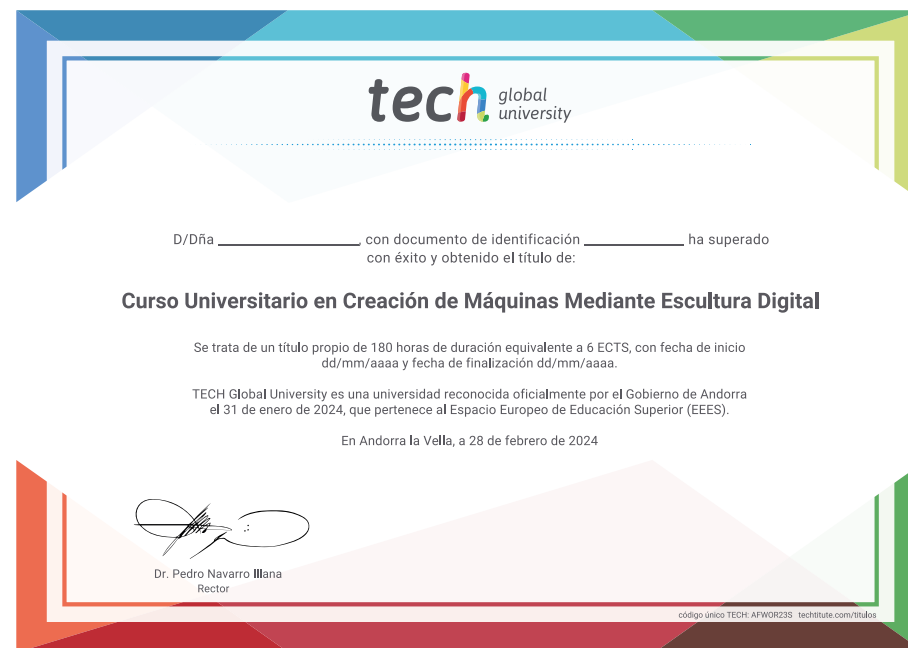 tech global
university
D/Dña ______________, con documento de identificación ____________ ha superado
con éxito y obtenido el título de:
Curso Universitario en Creación de Máquinas Mediante Escultura Digital
Se trata de un título propio de 180 horas de duración equivalente a 6 ECTS, con fecha de inicio
dd/mm/aaaa y fecha de finalización dd/mm/aaaa.
TECH Global University es una universidad reconocida oficialmente por el Gobierno de Andorra
el 31 de enero de 2024, que pertenece al Espacio Europeo de Educación Superior (EEES).
En Andorra la Vella, a 28 de febrero de 2024
Dr. Pedro Navarro Illana
Rector
código único TECH: AFWOR23S techtitute.com/titulos